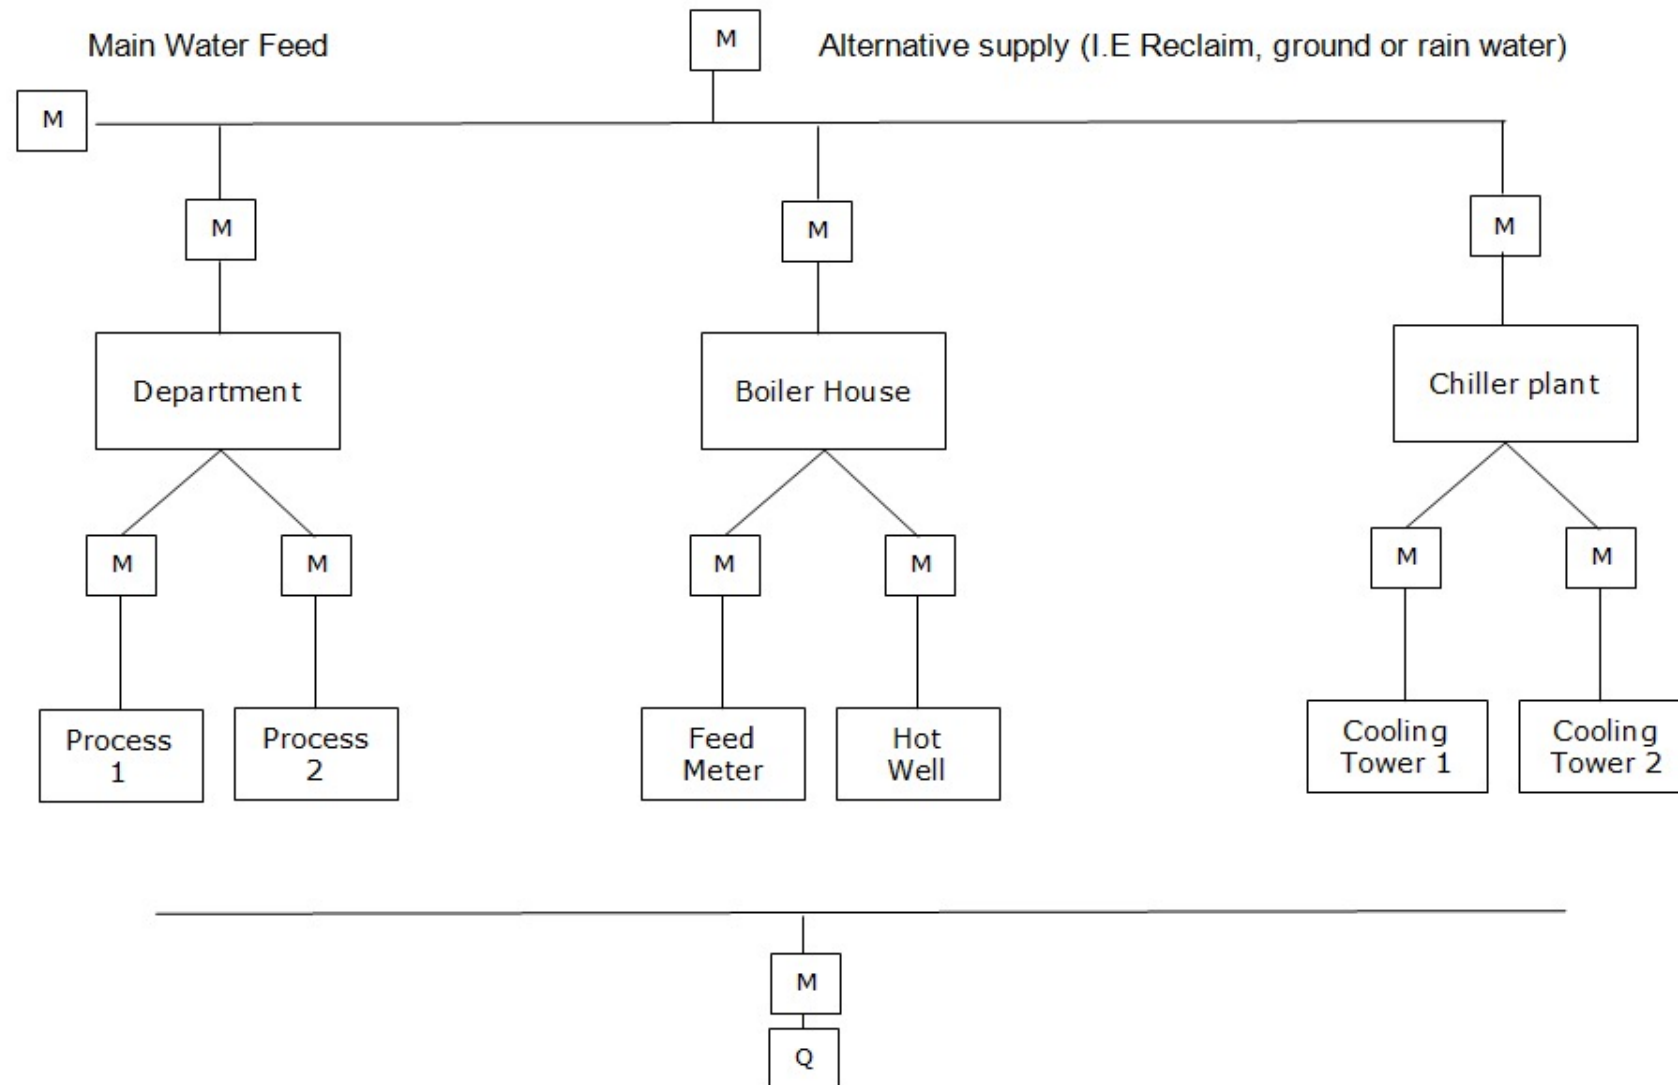 M
Main Water Feed
Alternative supply (I.E Reclaim, ground or rain water)
M
M
M
M
Department
Boiler House
Chiller plant
M
M
M
M
M
M
Process
1
Process
2
Feed
Meter
Hot
Well
Cooling
Tower 1
Cooling
Tower 2
M
Q